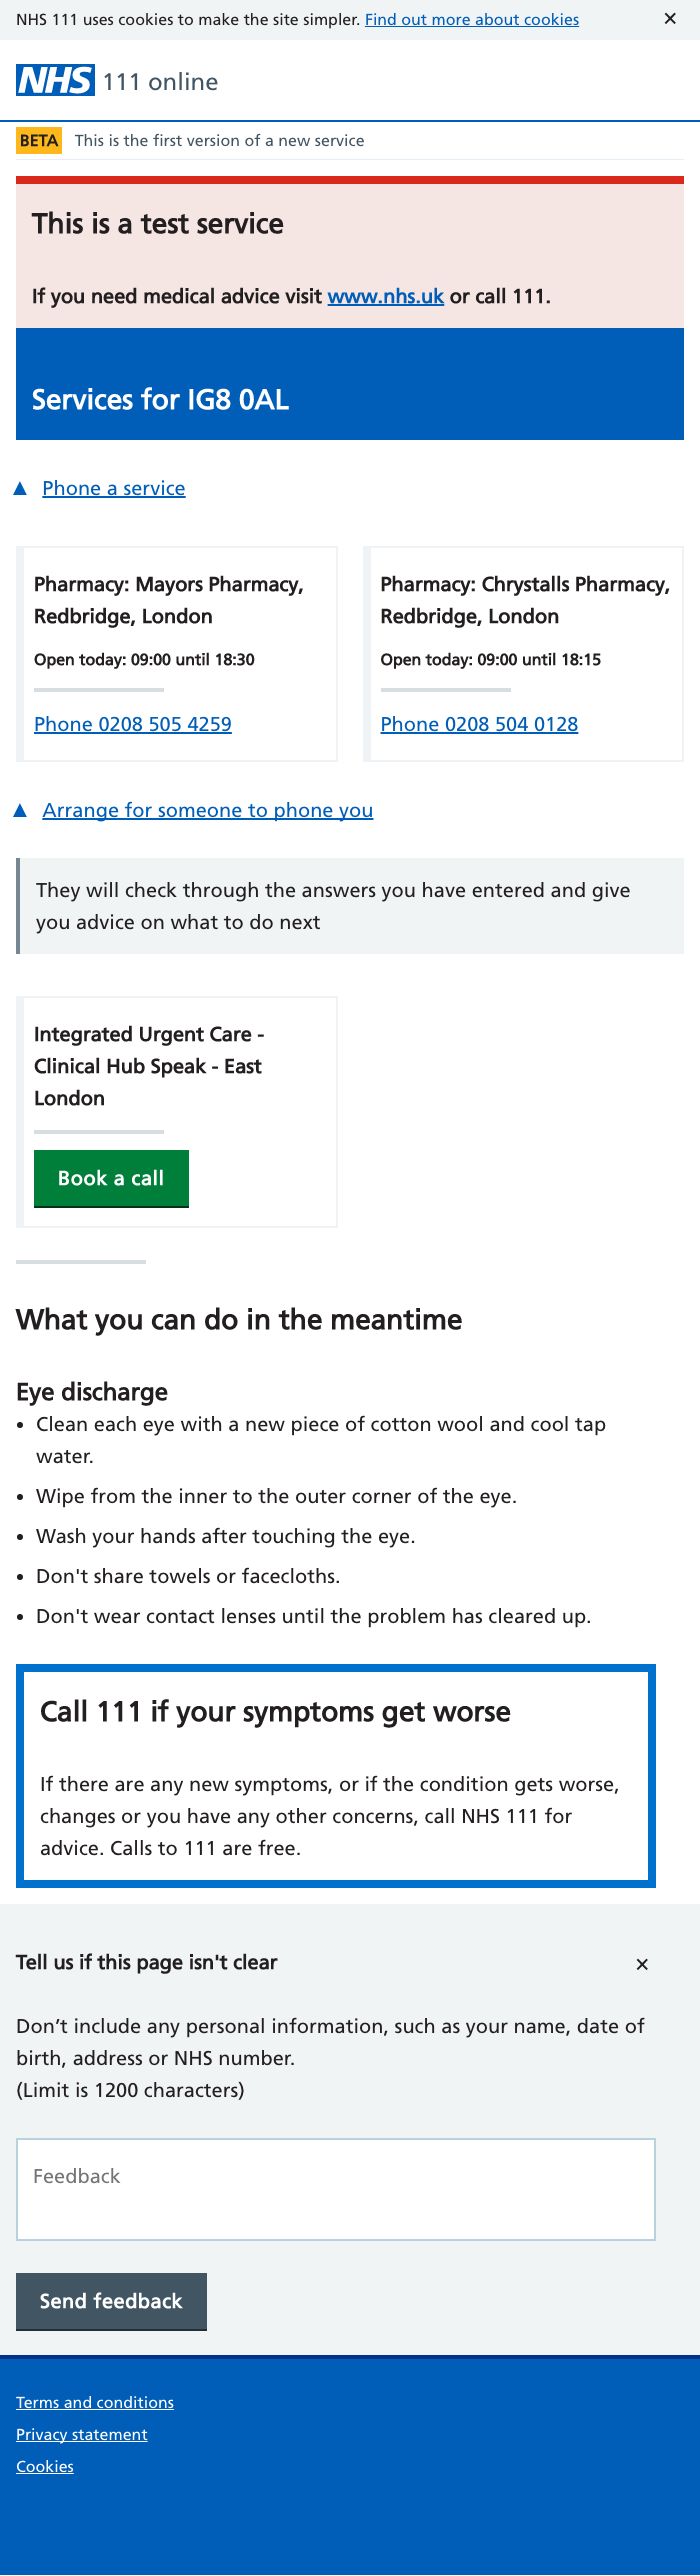 NHS 111 uses cookies to make the site simpler. Find out more about cookies ✕
NHS 111 online
BETA This is the first version of a new service
This is a test service
If you need medical advice visit www.nhs.uk or call 111.
Services for IG8 0AL
▲ Phone a service
Pharmacy: Mayors Pharmacy,
Redbridge, London
Open today: 09:00 until 18:30
Phone 0208 505 4259
Pharmacy: Chrystalls Pharmacy,
Redbridge, London
Open today: 09:00 until 18:15
Phone 0208 504 0128
▲ Arrange for someone to phone you
They will check through the answers you have entered and give
you advice on what to do next
Integrated Urgent Care -
Clinical Hub Speak - East
London
Book a call
What you can do in the meantime
Eye discharge
• Clean each eye with a new piece of cotton wool and cool tap
water.
• Wipe from the inner to the outer corner of the eye.
• Wash your hands after touching the eye.
• Don't share towels or facecloths.
• Don't wear contact lenses until the problem has cleared up.
Call 111 if your symptoms get worse
If there are any new symptoms, or if the condition gets worse,
changes or you have any other concerns, call NHS 111 for
advice. Calls to 111 are free.
Tell us if this page isn't clear ✕
Don’t include any personal information, such as your name, date of
birth, address or NHS number.
(Limit is 1200 characters)
Feedback
Send feedback
Terms and conditions
Privacy statement
Cookies